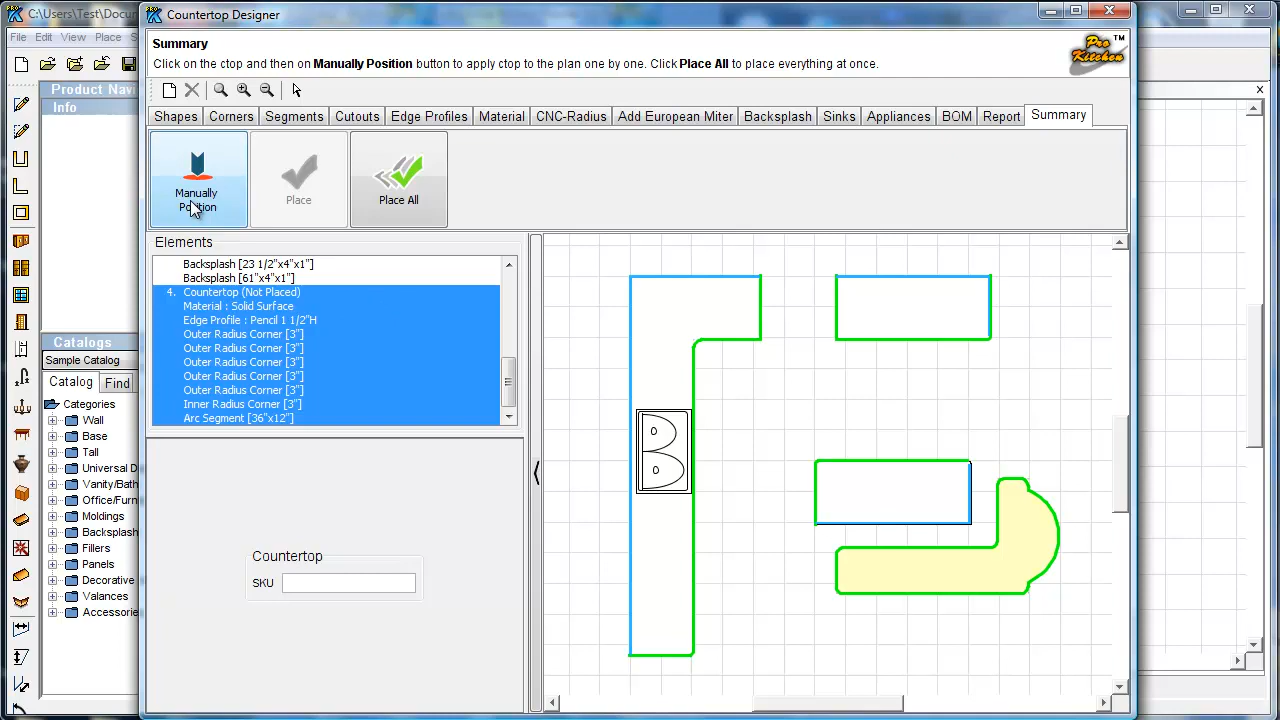 PRO
C:\Users\Test\Docum
PRO
Countertop Designer
File Edit View Place S
Summary
Click on the ctop and then on Manually Position button to apply ctop to the plan one by one. Click Place All to place everything at once.
Pro Kitchen™
Shapes Corners Segments Cutouts Edge Profiles Material CNC-Radius Add European Miter Backsplash Sinks Appliances BOM Report Summary
Product Navi
Info
Manually
Position
Place
Place All
Elements
Backsplash [23 1/2"x4"x1"]
Backsplash [61"x4"x1"]
4. Countertop (Not Placed)
Material : Solid Surface
Edge Profile : Pencil 1 1/2"H
Outer Radius Corner [3"]
Outer Radius Corner [3"]
Outer Radius Corner [3"]
Outer Radius Corner [3"]
Outer Radius Corner [3"]
Inner Radius Corner [3"]
Arc Segment [36"x12"]
Countertop
SKU
Catalogs
Sample Catalog
Catalog Find
Categories
Wall
Base
Tall
Universal D
Vanity/Bath
Office/Furn
Moldings
Backsplash
Fillers
Panels
Decorative
Valances
Accessorie